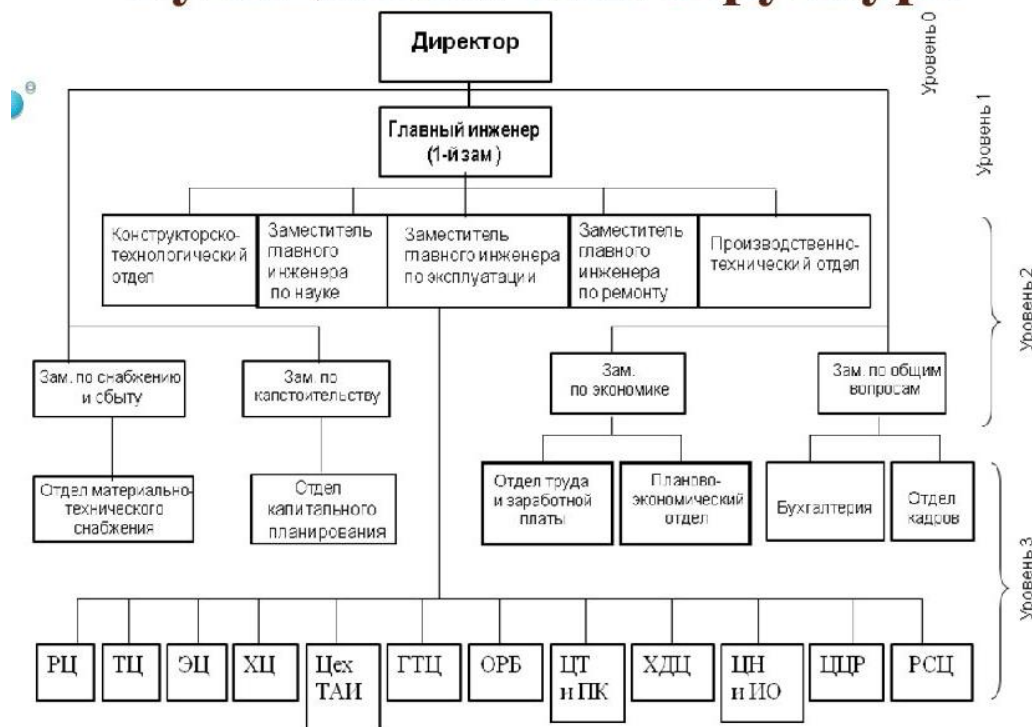 Директор
Уровень 0
Главный инженер
(1-й зам )
Уровень 1
Конструкторско-
технологический
отдел
Заместитель
главного
инженера
по науке
Заместитель
главного инженера
по эксплуатации
Заместитель
главного
инженера
по ремонту
Производственно-
технический отдел
Уровень 2
Зам. по снабжению
и сбыту
Зам. по
капстоительству
Зам.
по экономике
Зам. по общим
вопросам
Отдел материально-
технического
снабжения
Отдел
капитального
планирования
Отдел труда
и заработной
платы
Планово-
экономический
отдел
Бухгалтерия
Отдел
кадров
Уровень 3
РЦ
ТЦ
ЭЦ
ХЦ
Цех
ТАИ
ГТЦ
ОРБ
ЦТ
и ПК
ХДЦ
ЦН
и ИО
ЦЦР
РСЦ